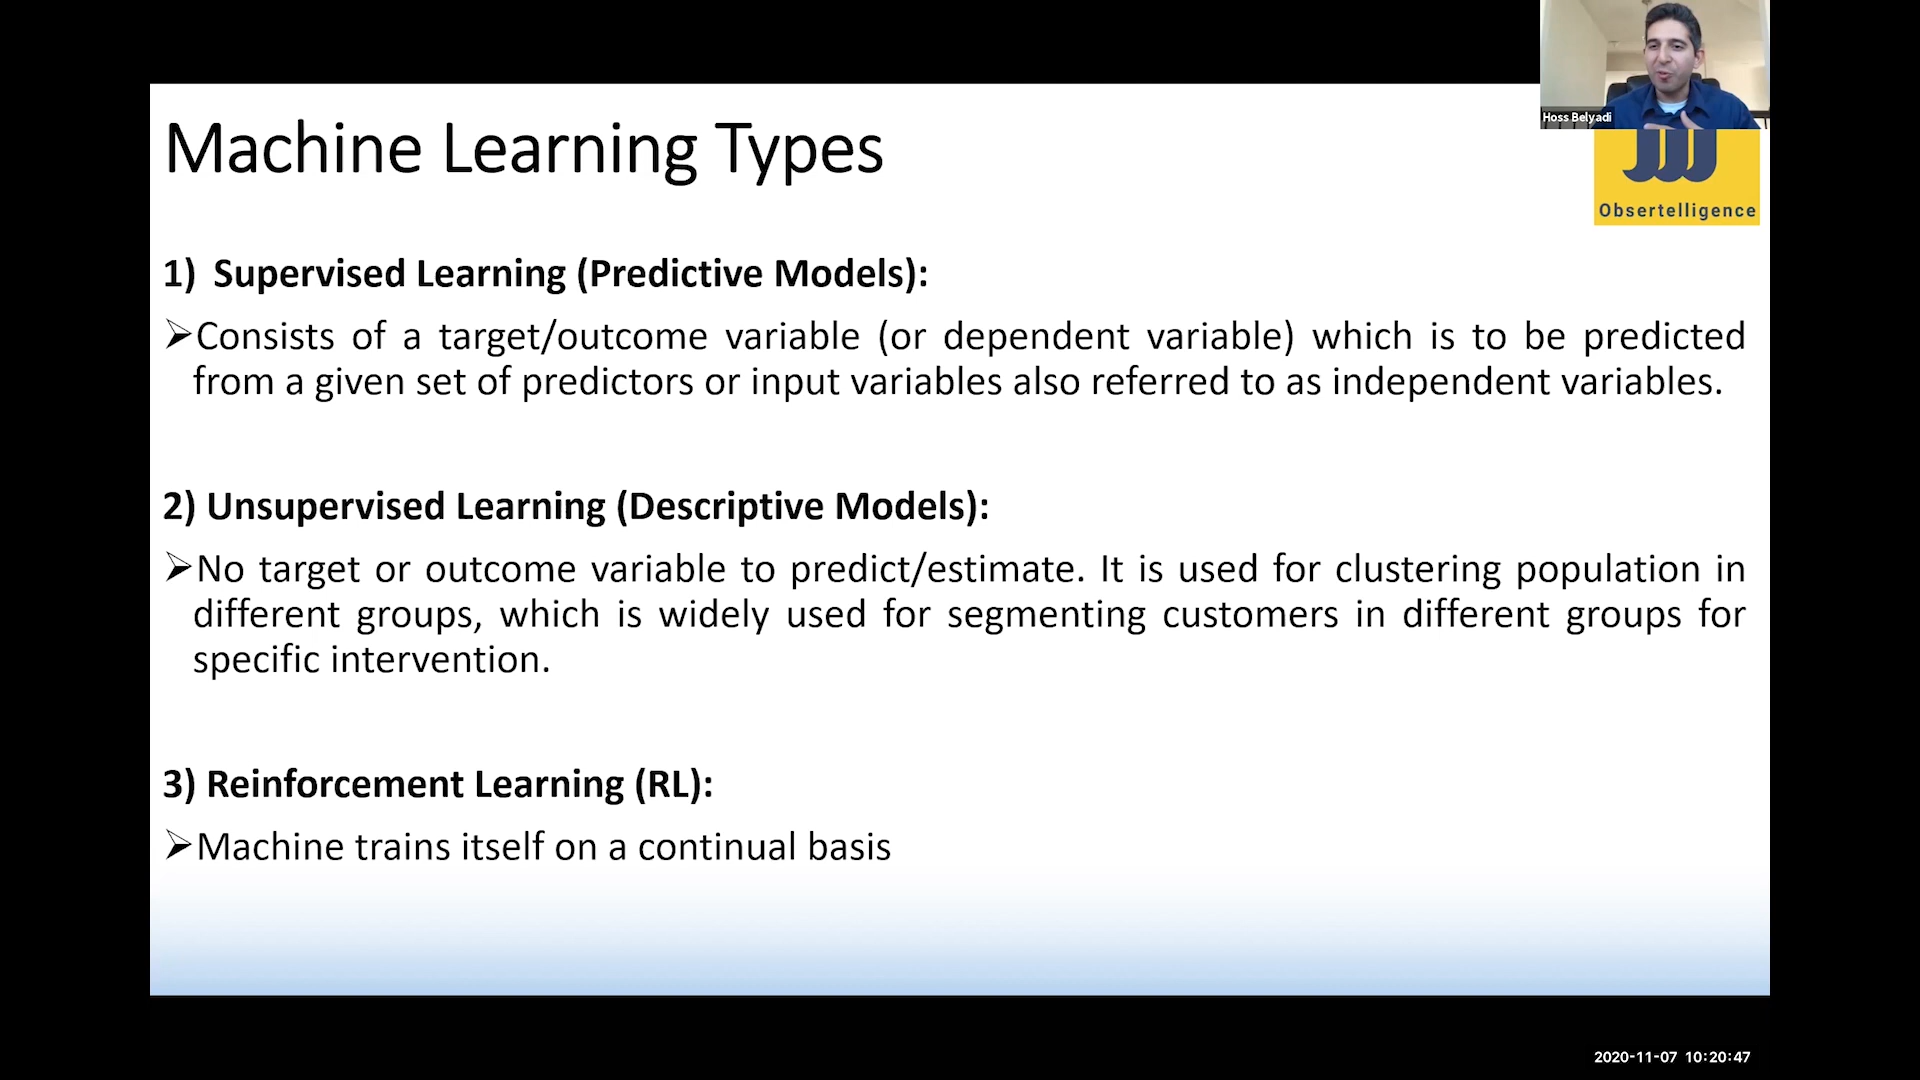 Hoss Belyadi
Machine Learning Types
Obsertelligence
1) Supervised Learning (Predictive Models):
➢Consists of a target/outcome variable (or dependent variable) which is to be predicted
from a given set of predictors or input variables also referred to as independent variables.
2) Unsupervised Learning (Descriptive Models):
➢No target or outcome variable to predict/estimate. It is used for clustering population in
different groups, which is widely used for segmenting customers in different groups for
specific intervention.
3) Reinforcement Learning (RL):
➢Machine trains itself on a continual basis
2020-11-07 10:20:47